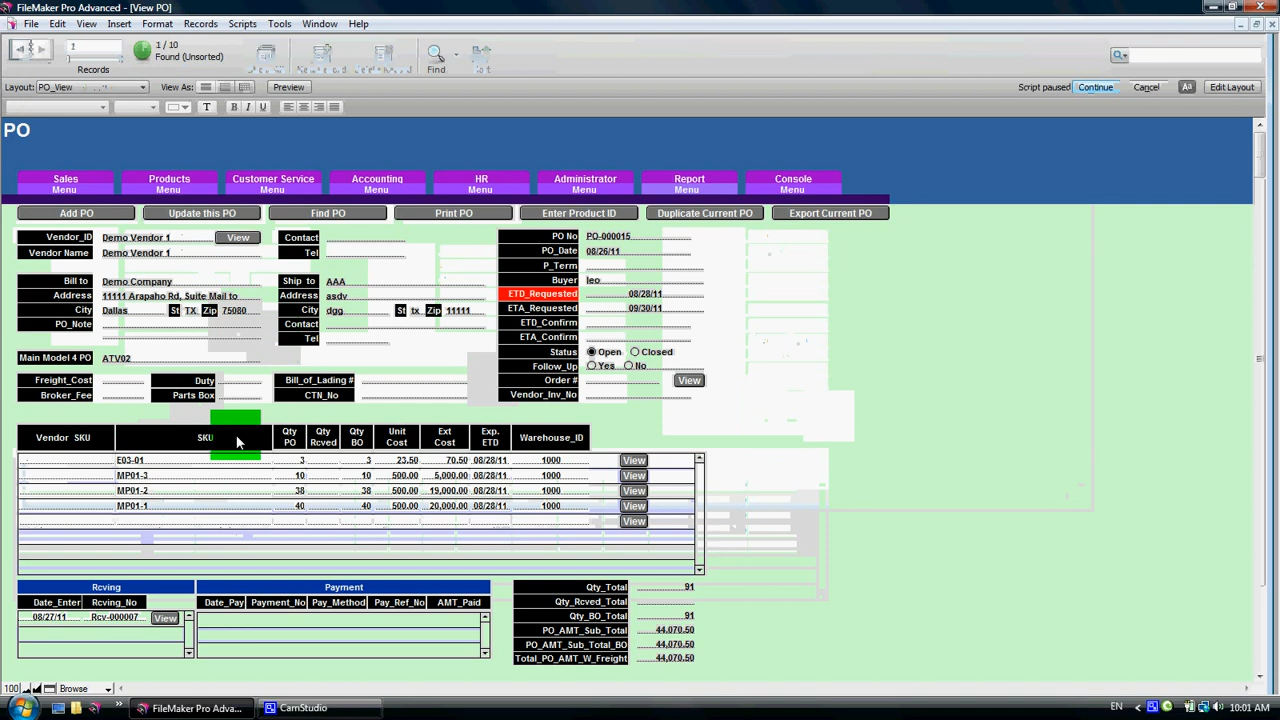 FileMaker Pro Advanced - [View PO]
File Edit View Insert Format Records Scripts Tools Window Help
1
1 / 10
Found (Unsorted)
Records Find
Layout: PO_View View As: Preview Script paused Continue Cancel Aa Edit Layout
T B I U
PO
Sales Products Customer Service Accounting HR Administrator Report Console
Menu Menu Menu Menu Menu Menu Menu Menu
Add PO Update this PO Find PO Print PO Enter Product ID Duplicate Current PO Export Current PO
Vendor_ID Demo Vendor 1 View Contact PO No PO-000015
Vendor Name Demo Vendor 1 Tel PO_Date 08/26/11
P_Term
Bill to Demo Company Ship to AAA Buyer leo
Address 11111 Arapaho Rd, Suite Mail to Address asdv ETD_Requested 08/28/11
City Dallas St TX Zip 75080 City dgg St tx Zip 11111 ETA_Requested 09/30/11
PO_Note Contact ETD_Confirm
Tel ETA_Confirm
Main Model 4 PO ATV02 Status Open Closed
Follow_Up Yes No
Freight_Cost Duty Bill_of_Lading # Order # View
Broker_Fee Parts Box CTN_No Vendor_Inv_No
Vendor SKU SKU Qty PO Qty Rcved Qty BO Unit Cost Ext Cost Exp. ETD Warehouse_ID
E03-01 3 3 23.50 70.50 08/28/11 1000 View
MP01-3 10 10 500.00 5,000.00 08/28/11 1000 View
MP01-2 38 38 500.00 19,000.00 08/28/11 1000 View
MP01-1 40 40 500.00 20,000.00 08/28/11 1000 View
View
Rcving Payment Qty_Total 91
Date_Enter Rcving_No Date_Pay Payment_No Pay_Method Pay_Ref_No AMT_Paid Qty_Rcved_Total
08/27/11 Rcv-000007 View Qty_BO_Total 91
PO_AMT_Sub_Total 44,070.50
PO_AMT_Sub_Total_BO 44,070.50
Total_PO_AMT_W_Freight 44,070.50
100 Browse
FileMaker Pro Advanc... CamStudio EN 10:01 AM